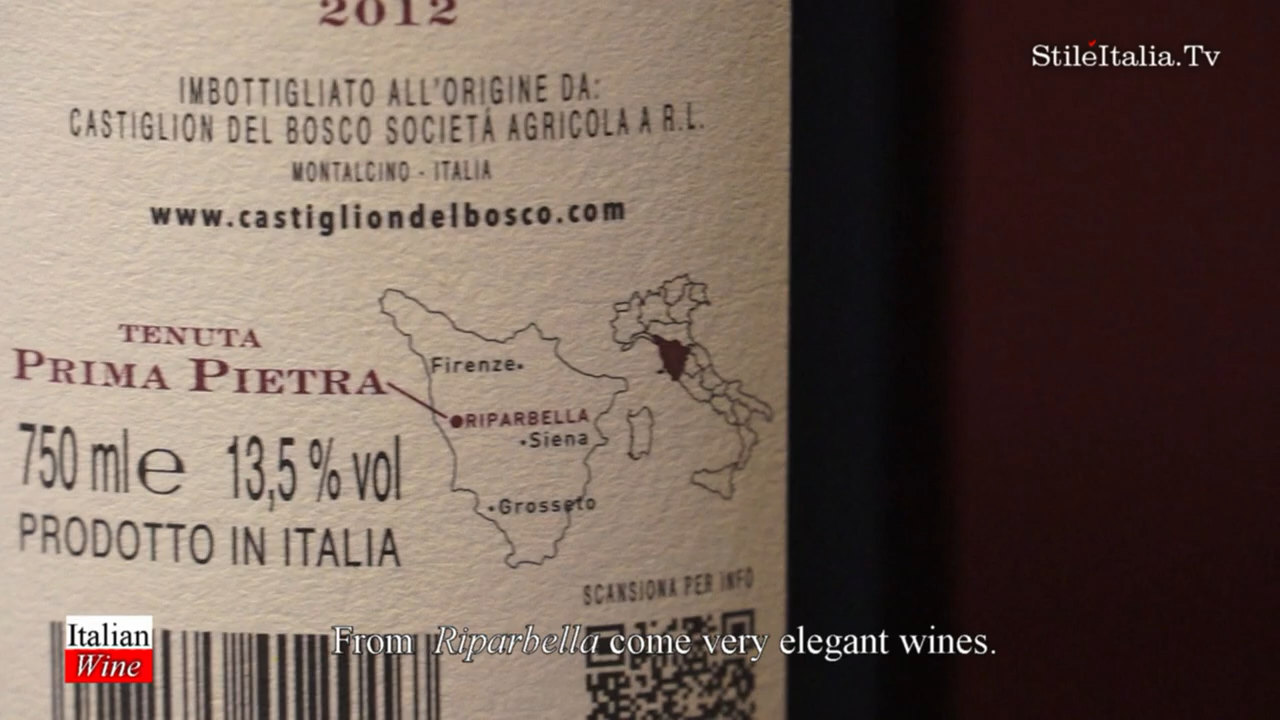 2012
StileItalia.Tv
IMBOTTIGLIATO ALL'ORIGINE DA:
CASTIGLION DEL BOSCO SOCIETÁ AGRICOLA A R.L.
MONTALCINO - ITALIA
www.castigliondelbosco.com
TENUTA
PRIMA PIETRA
Firenze
RIPARBELLA
Siena
Grosseto
750 ml e 13,5 % vol
PRODOTTO IN ITALIA
SCANSIONA PER INFO
Italian
Wine
From Riparbella come very elegant wines.